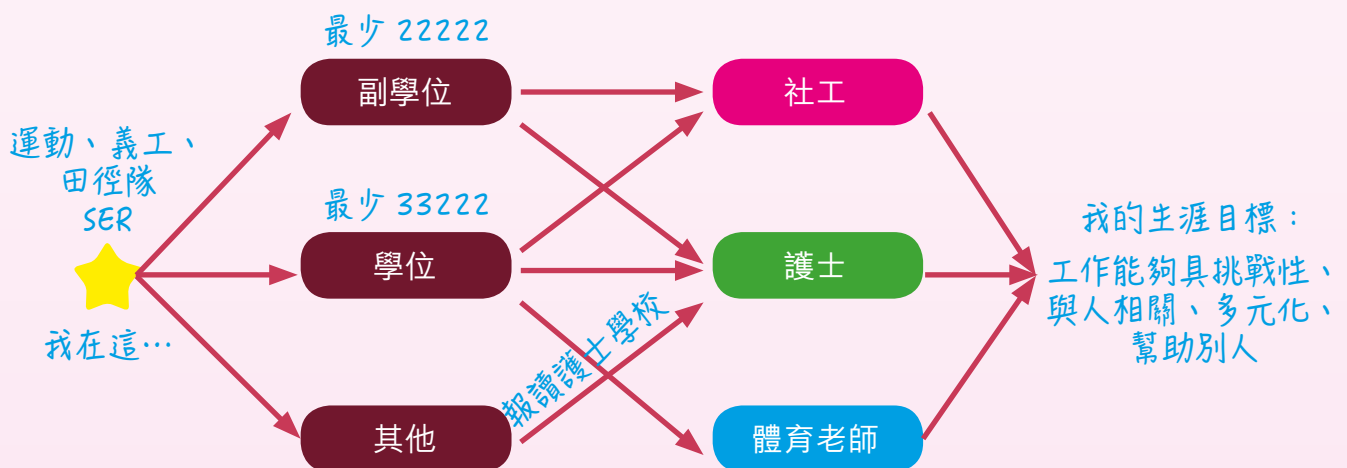 最少 22222
副學位
社工
運動、義工、
田徑隊
SER
最少 33222
學位
護士
我的生涯目標：
工作能夠具挑戰性、
與人相關、多元化、
幫助別人
我在這…
報讀護士學校
其他
體育老師